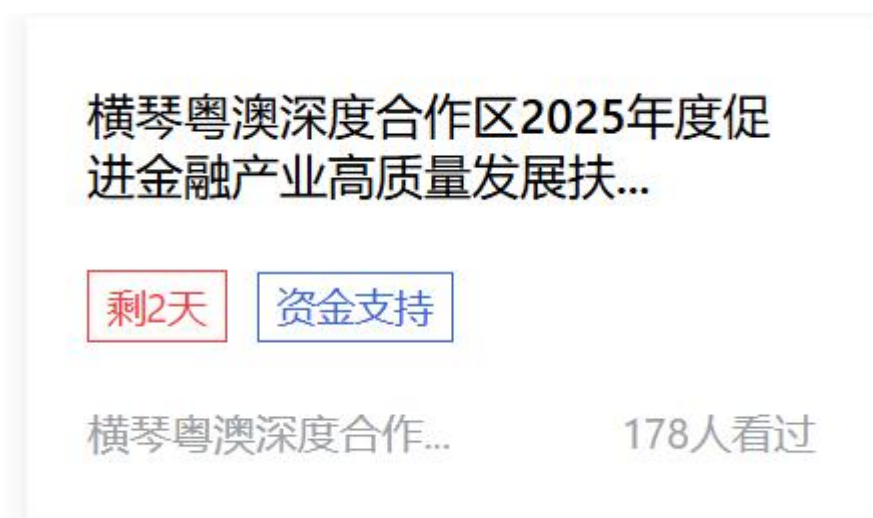 横琴粤澳深度合作区2025年度促
进金融产业高质量发展扶...
剩2天 资金支持
横琴粤澳深度合作... 178人看过